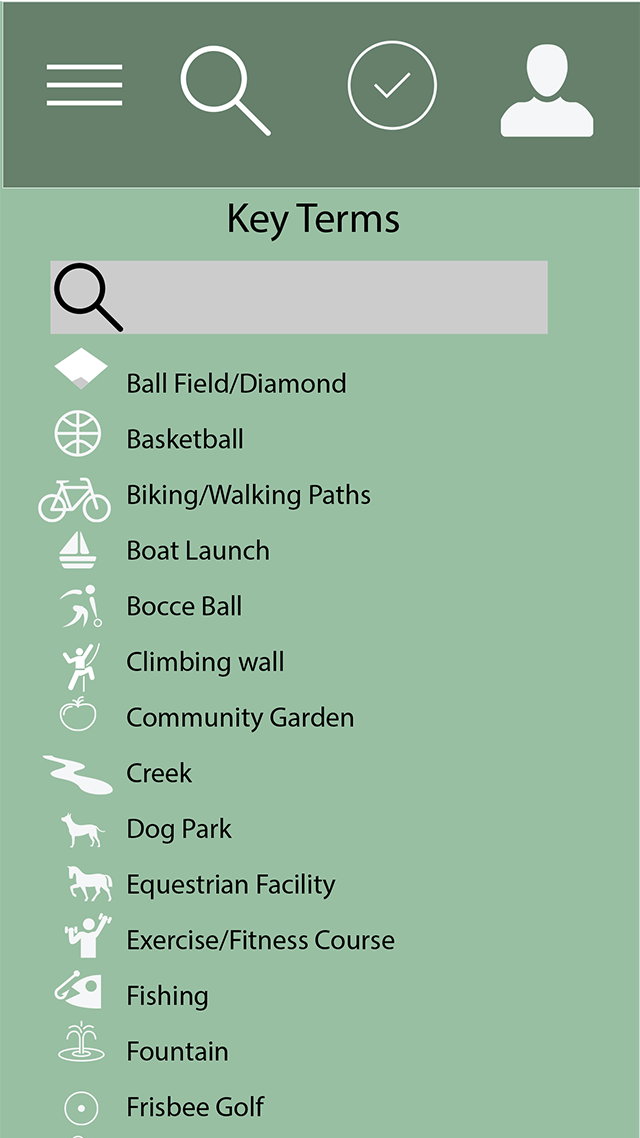 Key Terms
Ball Field/Diamond
Basketball
Biking/Walking Paths
Boat Launch
Bocce Ball
Climbing wall
Community Garden
Creek
Dog Park
Equestrian Facility
Exercise/Fitness Course
Fishing
Fountain
Frisbee Golf